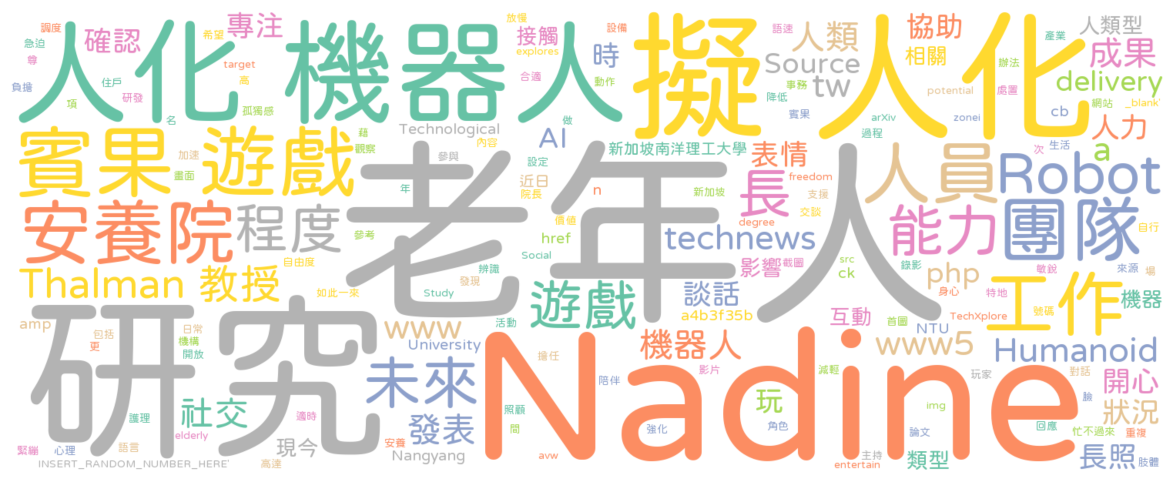 人化 機器人 擬人化
調度 放慢 設備 語速 產業
急迫 希望 確認 專注 接觸 時 人類 協助 人類型
尊 target explores Source 相關 成果
負擔 住戶 高 合適 動作 事務 tw 辦法 delivery
項 研發 孤獨感 降低 處置 網站 _blank'
名 藉 做 賓果 potential zonei cb
賓果 遊戲 Technological AI 新加坡南洋理工大學 過程 arXiv 人力
加速 觀察 內容 設定 表情 人員 次 生活 a
畫面 參與 近日 n 新加坡 長 freedom 支援 Robot
安養院 程度 年 院長 價值 degree 交談 能力 團隊
參考 href technews 老年人 自行
自由度 辨識 Social 影響 截圖 src 錄影 敏銳 來源 場
Thalman 教授 如此一來 發現 Study 談話 ck php 身心 特地 機器
研究 遊戲 a4b3f35b 互動 首圖 TechXplore 工作 號碼
amp 包括 日常 www 活動 NTU
更 機構 開放 University 擔任 機器人 www5 Humanoid
未來 Nadine 影片 減輕 玩家 對話 開心
護理 社交 適時 發表 照顧 陪伴 玩 img 臉 狀況
elderly 間 強化 角色 回應 忙不過來 重複
緊繃 心理 語言 現今 安養 Nangyang avw 論文 長照
INSERT_RANDOM_NUMBER_HERE' 高達 主持 entertain 類型 肢體